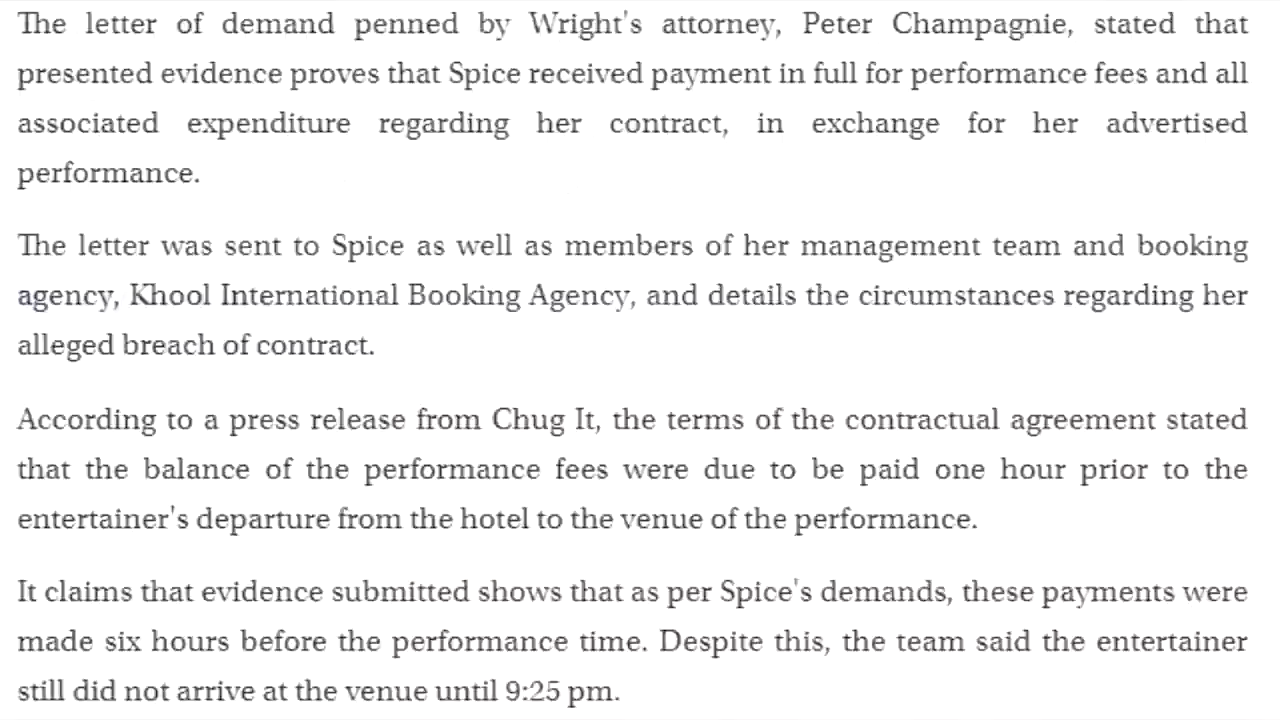 The letter of demand penned by Wright's attorney, Peter Champagnie, stated that
presented evidence proves that Spice received payment in full for performance fees and all
associated expenditure regarding her contract, in exchange for her advertised
performance.
The letter was sent to Spice as well as members of her management team and booking
agency, Khool International Booking Agency, and details the circumstances regarding her
alleged breach of contract.
According to a press release from Chug It, the terms of the contractual agreement stated
that the balance of the performance fees were due to be paid one hour prior to the
entertainer's departure from the hotel to the venue of the performance.
It claims that evidence submitted shows that as per Spice's demands, these payments were
made six hours before the performance time. Despite this, the team said the entertainer
still did not arrive at the venue until 9:25 pm.